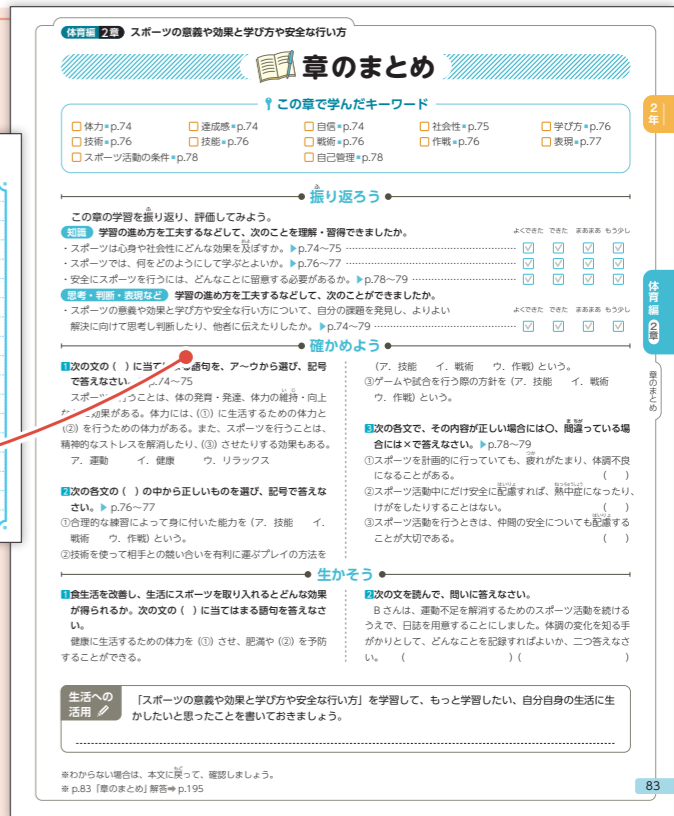 体育編 2章 スポーツの意義や効果と学び方や安全な行い方
章のまとめ
この章で学んだキーワード
□ 体力●p.74 □ 達成感●p.74 □ 自信●p.74 □ 社会性●p.75 □ 学び方●p.76
□ 技術●p.76 □ 技能●p.76 □ 戦術●p.76 □ 作戦●p.76 □ 表現●p.77
□ スポーツ活動の条件●p.78 □ 自己管理●p.78
振り返ろう
この章の学習を振り返り、評価してみよう。
知識 学習の進め方を工夫するなどして、次のことを理解・習得できましたか。 よくできた できた まあまあ もう少し
・スポーツは心身や社会性にどんな効果を及ぼすか。▶p.74~75
・スポーツでは、何をどのようにして学ぶとよいか。▶p.76~77
・安全にスポーツを行うには、どんなことに留意する必要があるか。▶p.78~79
思考・判断・表現など 学習の進め方を工夫するなどして、次のことができましたか。
・スポーツの意義や効果と学び方や安全な行い方について、自分の課題を発見し、よりよい よくできた できた まあまあ もう少し
解決に向けて思考し判断したり、他者に伝えたりしたか。▶p.74~79
確かめよう
1次の文の( )に当て まる語句を、ア~ウから選び、記号
で答えなさい。 p.74~75
スポーツ 行うことは、体の発育・発達、体力の維持・向上
な 効果がある。体力には、(①) に生活するための体力と
(②) を行うための体力がある。また、スポーツを行うことは、
精神的なストレスを解消したり、(③) させたりする効果もある。
ア. 運動 イ. 健康 ウ. リラックス
2次の各文の( )の中から正しいものを選び、記号で答えな
さい。▶ p.76~77
①合理的な練習によって身に付いた能力を (ア. 技能 イ.
戦術 ウ. 作戦) という。
②技術を使って相手との競い合いを有利に運ぶプレイの方法を
(ア. 技能 イ. 戦術 ウ. 作戦) という。
③ゲームや試合を行う際の方針を (ア. 技能 イ. 戦術
ウ. 作戦) という。
3次の各文で、その内容が正しい場合には○、間違っている場
合には×で答えなさい。▶p.78~79
①スポーツを計画的に行っていても、疲れがたまり、体調不良
になることがある。 ( )
②スポーツ活動中にだけ安全に配慮すれば、熱中症になったり、
けがをしたりすることはない。 ( )
③スポーツ活動を行うときは、仲間の安全についても配慮する
ことが大切である。 ( )
生かそう
1食生活を改善し、生活にスポーツを取り入れるとどんな効果
が得られるか。次の文の( )に当てはまる語句を答えなさ
い。
健康に生活するための体力を (①) させ、肥満や (②) を予防
することができる。
2次の文を読んで、問いに答えなさい。
Bさんは、運動不足を解消するためのスポーツ活動を続ける
うえで、日誌を用意することにしました。体調の変化を知る手
がかりとして、どんなことを記録すればよいか、二つ答えなさ
い。 ( ) ( )
生活への
活用
「スポーツの意義や効果と学び方や安全な行い方」を学習して、もっと学習したい、自分自身の生活に生
かしたいと思ったことを書いておきましょう。
※わからない場合は、本文に戻って、確認しましょう。
※ p.83「章のまとめ」解答➡p.195
2年
体育編
2章
章のまとめ
83